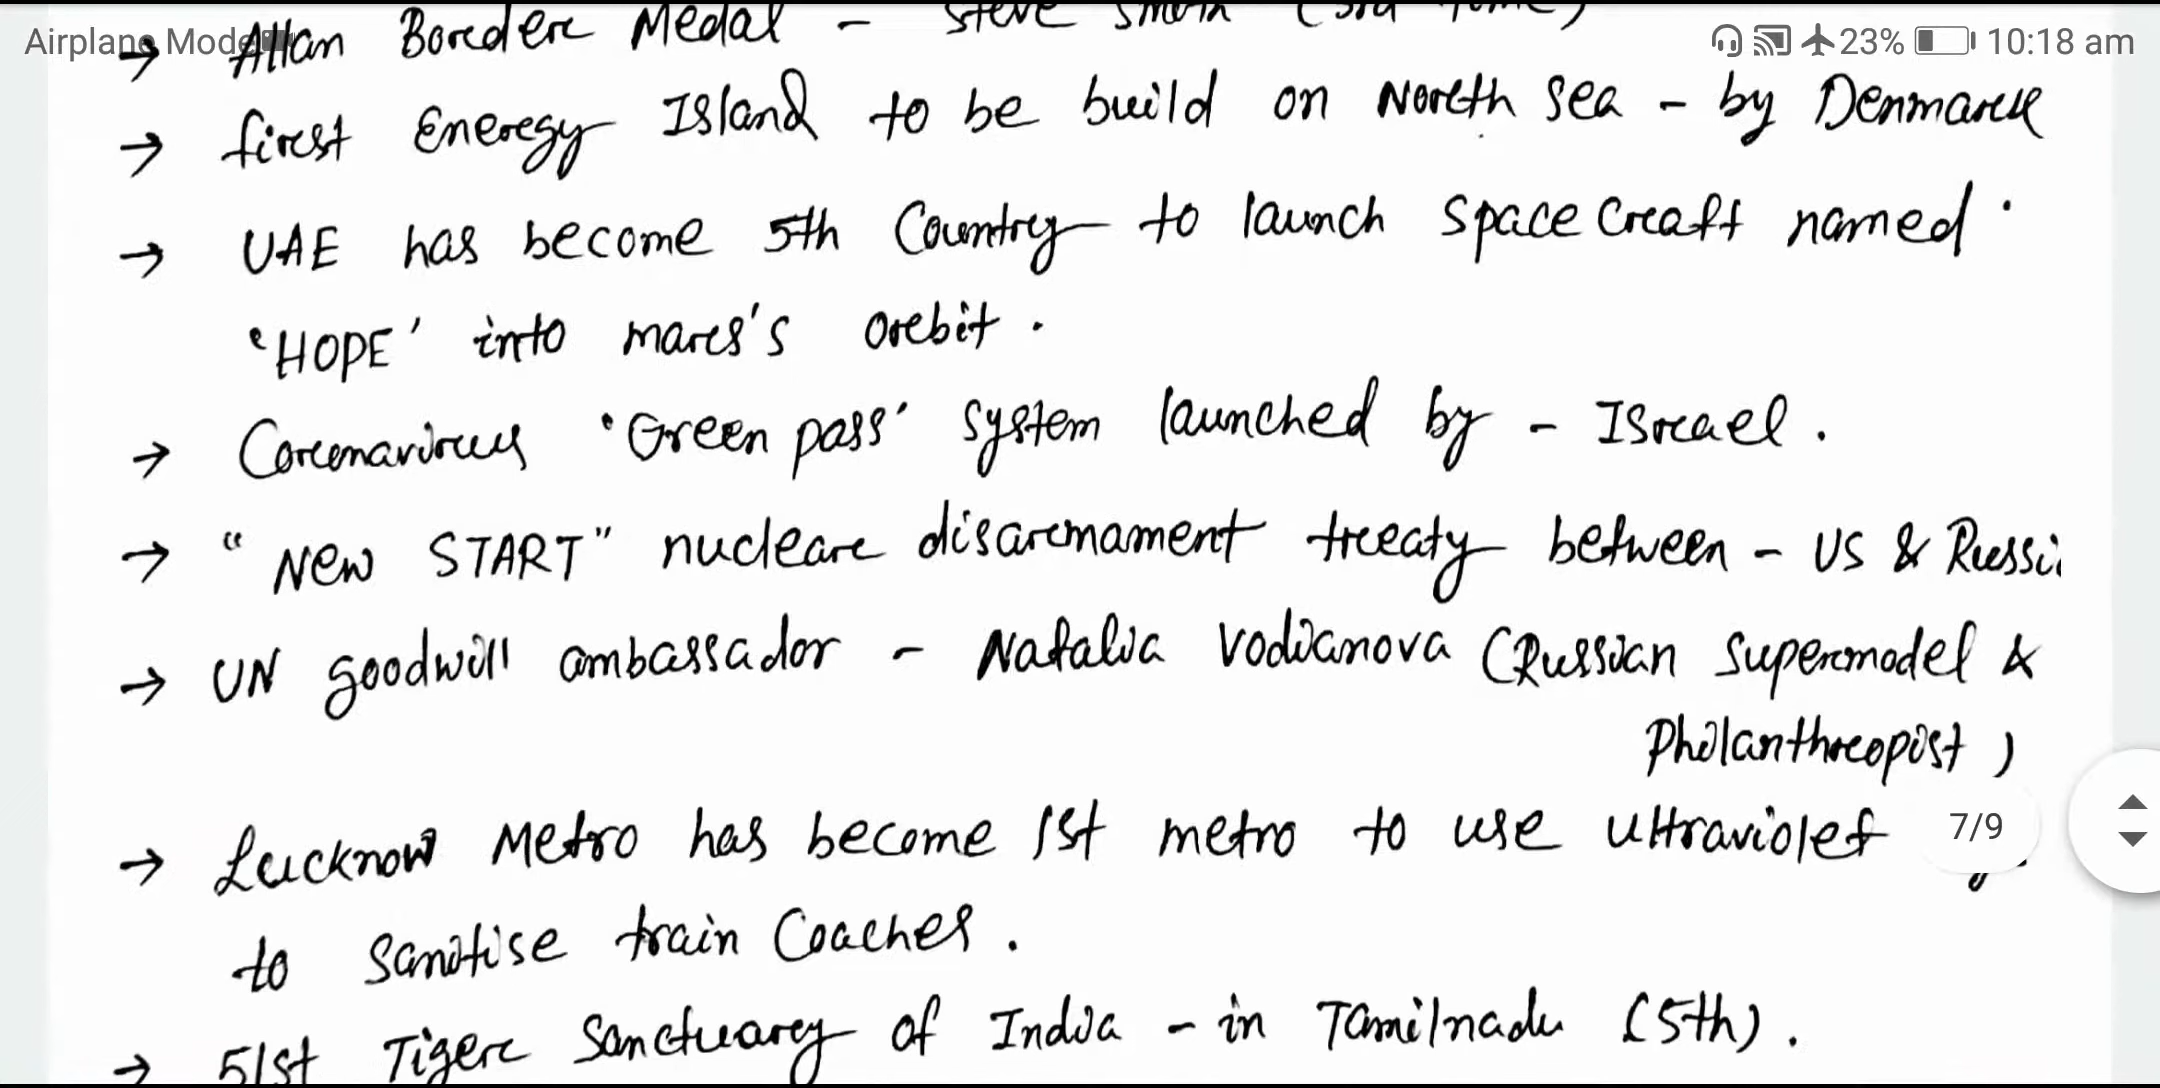 Airplane Mode 23% 10:18 am
→ Allan Border Medal - Steve Smith (3rd Time)
→ first Energy Island to be build on North Sea - by Denmark
→ UAE has become 5th Country to launch Space Craft named
'HOPE' into mars's orbit.
→ Coronavirus 'Green pass' system launched by - Israel.
→ "New START" nuclear disarmament treaty between - US & Russi
→ UN goodwill ambassador - Natalia Vodianova (Russian Supermodel &
Philanthropist)
→ Lucknow Metro has become 1st metro to use ultraviolet
7/9
to sanitise train Coaches.
→ 51st Tiger Sanctuary of India - in Tamilnadu (5th).